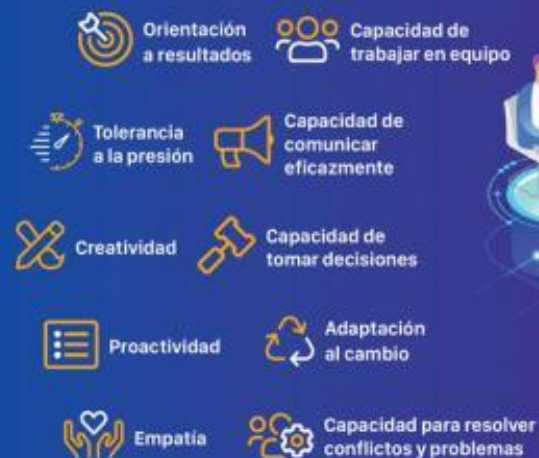 Orientación
a resultados
Capacidad de
trabajar en equipo
Tolerancia
a la presión
Capacidad de
comunicar
eficazmente
Creatividad
Capacidad de
tomar decisiones
Proactividad
Adaptación
al cambio
Empatía
Capacidad para resolver
conflictos y problemas